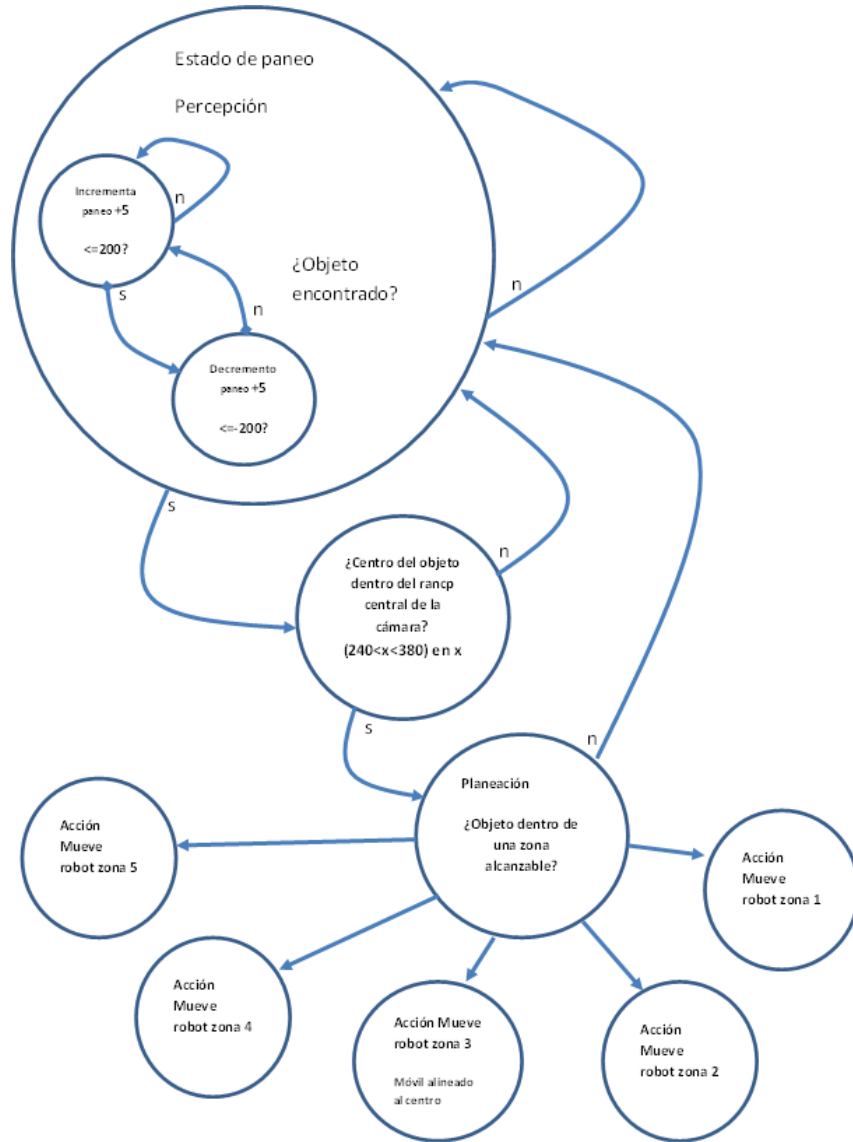 Estado de paneo
Percepción
Incrementa
paneo +5
<=200?
n
s
¿Objeto
encontrado?
n
n
Decremento
paneo +5
<=-200?
s
n
¿Centro del objeto
dentro del rancp
central de la
cámara?
(240<x<380) en x
s
n
Planeación
¿Objeto dentro de
una zona
alcanzable?
Acción
Mueve
robot zona 5
Acción
Mueve
robot zona 1
Acción
Mueve
robot zona 4
Acción Mueve
robot zona 3
Móvil alineado
al centro
Acción
Mueve
robot zona 2